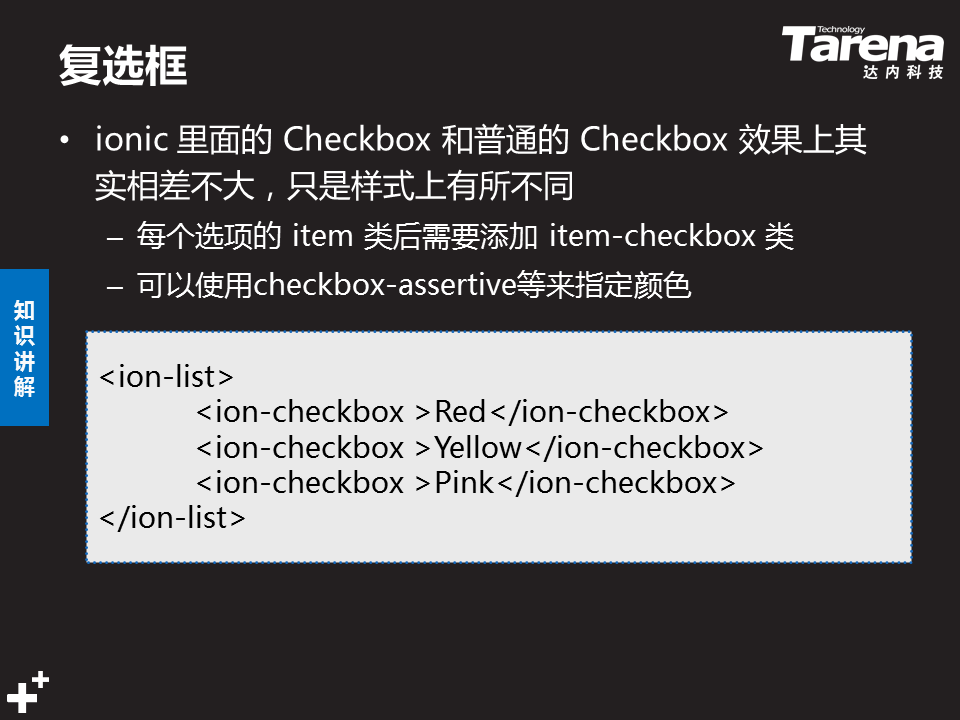 复选框
Technology
Tarena
达内科技
• ionic 里面的 Checkbox 和普通的 Checkbox 效果上其
实相差不大，只是样式上有所不同
– 每个选项的 item 类后需要添加 item-checkbox 类
– 可以使用checkbox-assertive等来指定颜色
知
识
讲
解
<ion-list>
<ion-checkbox >Red</ion-checkbox>
<ion-checkbox >Yellow</ion-checkbox>
<ion-checkbox >Pink</ion-checkbox>
</ion-list>